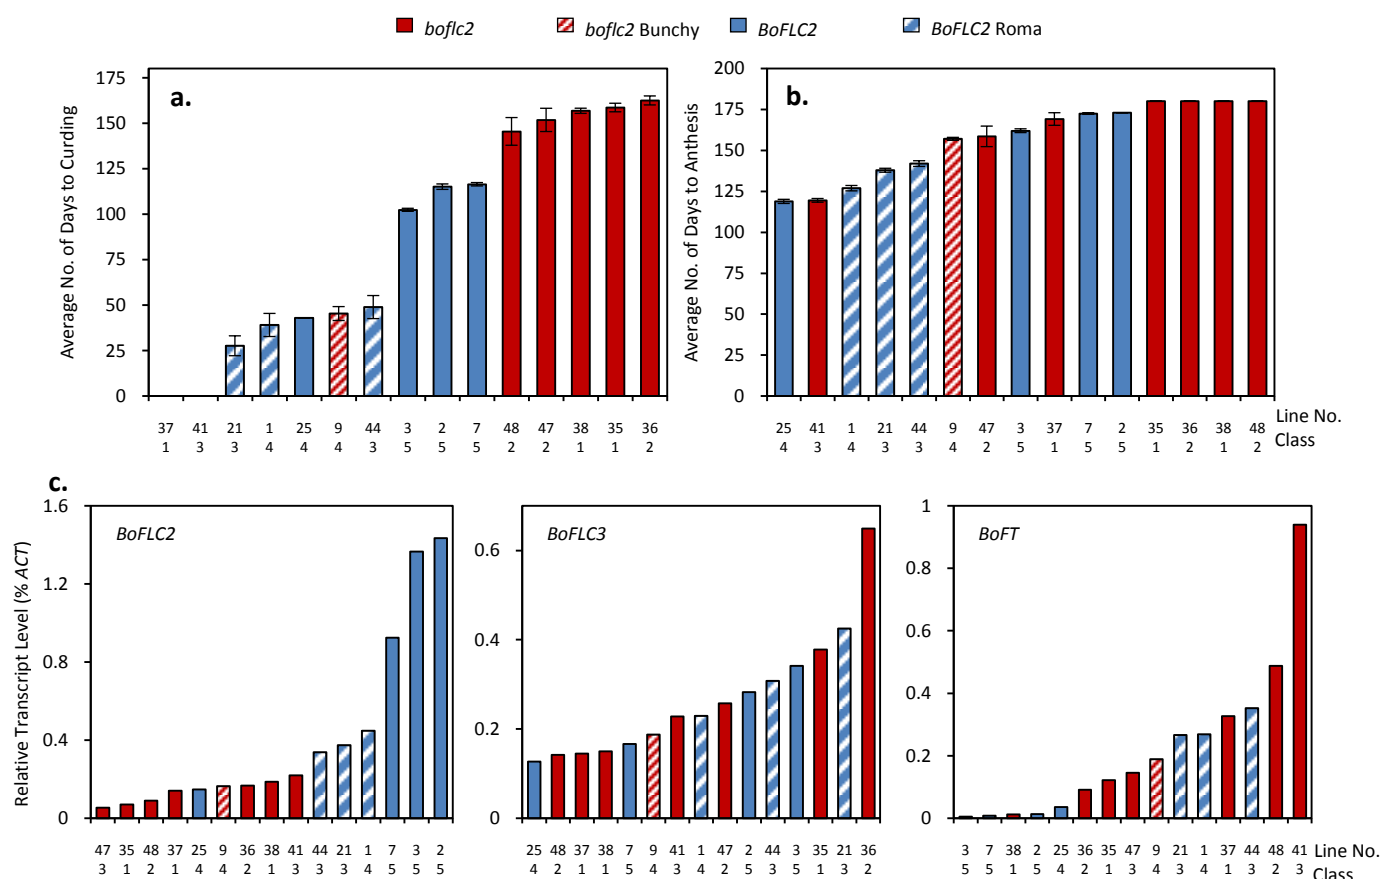 boflc2 boflc2 Bunchy BoFLC2 BoFLC2 Roma
a.
Average No. of Days to Curding
175
150
125
100
75
50
25
0
37 41 21 1 25 9 44 3 2 7 48 47 38 35 36
1 3 3 4 4 4 3 5 5 5 2 2 1 1 2
b.
Average No. of Days to Anthesis
200
175
150
125
100
75
50
25
0
25 41 1 21 44 9 47 3 37 7 2 35 36 38 48 Line No.
4 3 4 3 3 4 2 5 1 5 5 1 2 1 2 Class
c.
Relative Transcript Level (% ACT)
BoFLC2
1.6
1.2
0.8
0.4
0
47 35 48 37 25 9 36 38 41 44 21 1 7 3 2
3 1 2 1 4 4 2 1 3 3 3 4 5 5 5
BoFLC3
0.6
0.4
0.2
0
25 48 37 38 7 9 41 1 47 2 44 3 35 21 36
4 2 1 1 5 4 3 4 2 5 3 5 1 3 2
BoFT
1
0.8
0.6
0.4
0.2
0
3 7 38 2 25 36 35 47 9 21 1 37 44 48 41 Line No.
5 5 1 5 4 2 1 3 4 3 4 1 3 2 3 Class